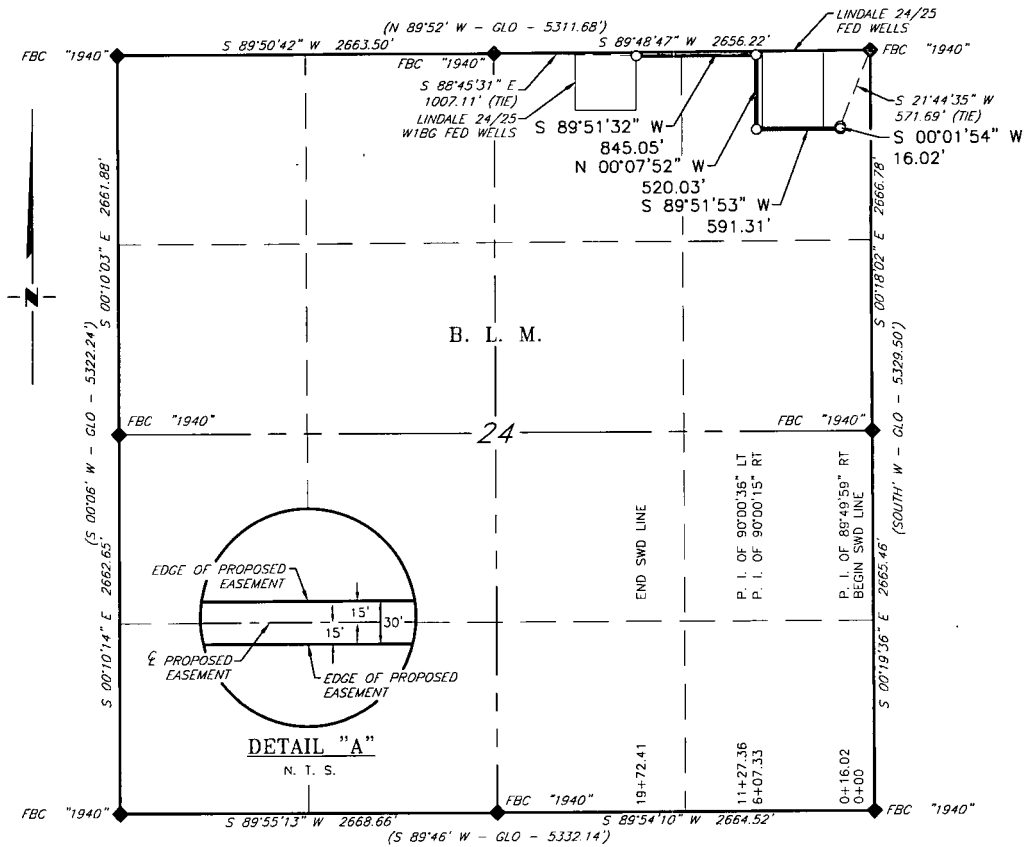 (N 89°52' W - GLO - 5311.68')
LINDALE 24/25
FED WELLS
S 89°50'42" W 2663.50'
S 89°48'47" W 2656.22'
FBC "1940"
FBC "1940"
FBC "1940"
S 88°45'31" E
1007.11' (TIE)
LINDALE 24/25
W1BG FED WELLS
S 21°44'35" W
571.69' (TIE)
S 89°51'32" W
845.05'
S 00°01'54" W
16.02'
N 00°07'52" W
520.03'
S 89°51'53" W
591.31'
S 00°10'03" E 2661.88'
S 00°18'02" E 2666.78'
N
B. L. M.
(S 00°06' W - GLO - 5322.24')
(SOUTH' W - GLO - 5329.50')
FBC "1940"
24
FBC "1940"
END SWD LINE
P. I. OF 90°00'36" LT
P. I. OF 90°00'15" RT
P. I. OF 89°49'59" RT
BEGIN SWD LINE
S 00°10'14" E 2662.65'
S 00°19'36" E 2665.46'
EDGE OF PROPOSED
EASEMENT
15'
15'
30'
℄ PROPOSED
EASEMENT
EDGE OF PROPOSED
EASEMENT
DETAIL "A"
N. T. S.
19+72.41
11+27.36
6+07.33
0+16.02
0+00
FBC "1940"
FBC "1940"
FBC "1940"
S 89°55'13" W 2668.66'
S 89°54'10" W 2664.52'
(S 89°46' W - GLO - 5332.14')